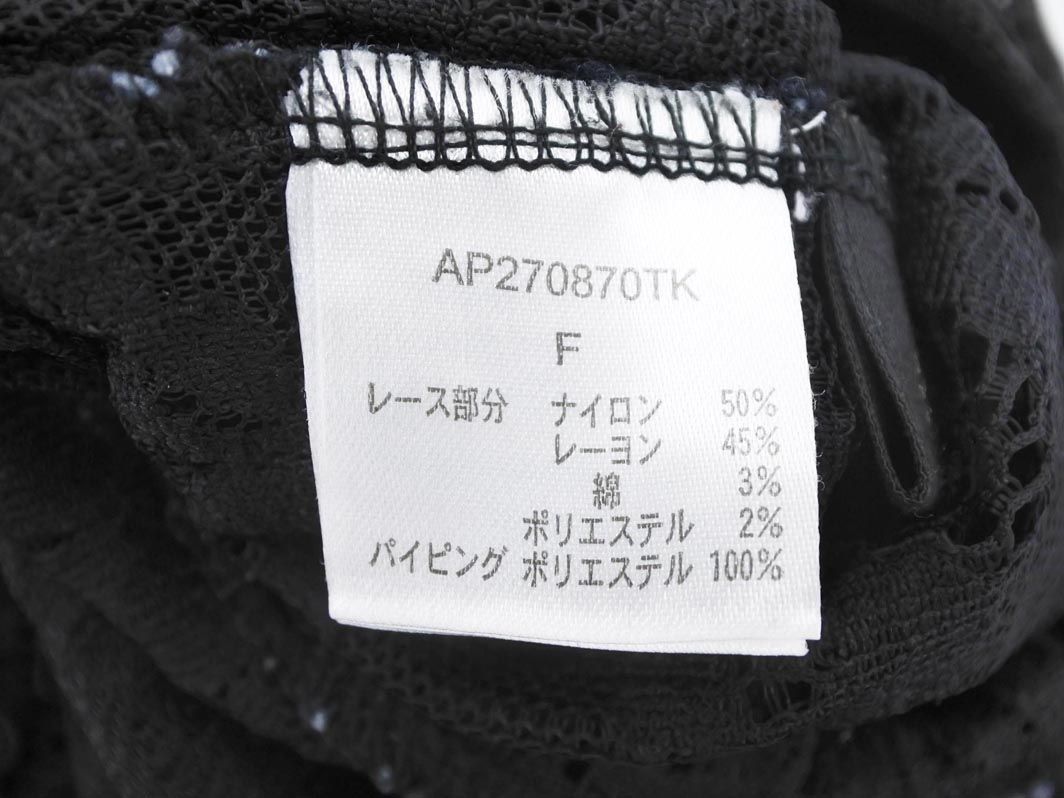 AP270870TK
F
レース部分 ナイロン 50%
レーヨン 45%
綿 3%
ポリエステル 2%
パイピング ポリエステル 100%